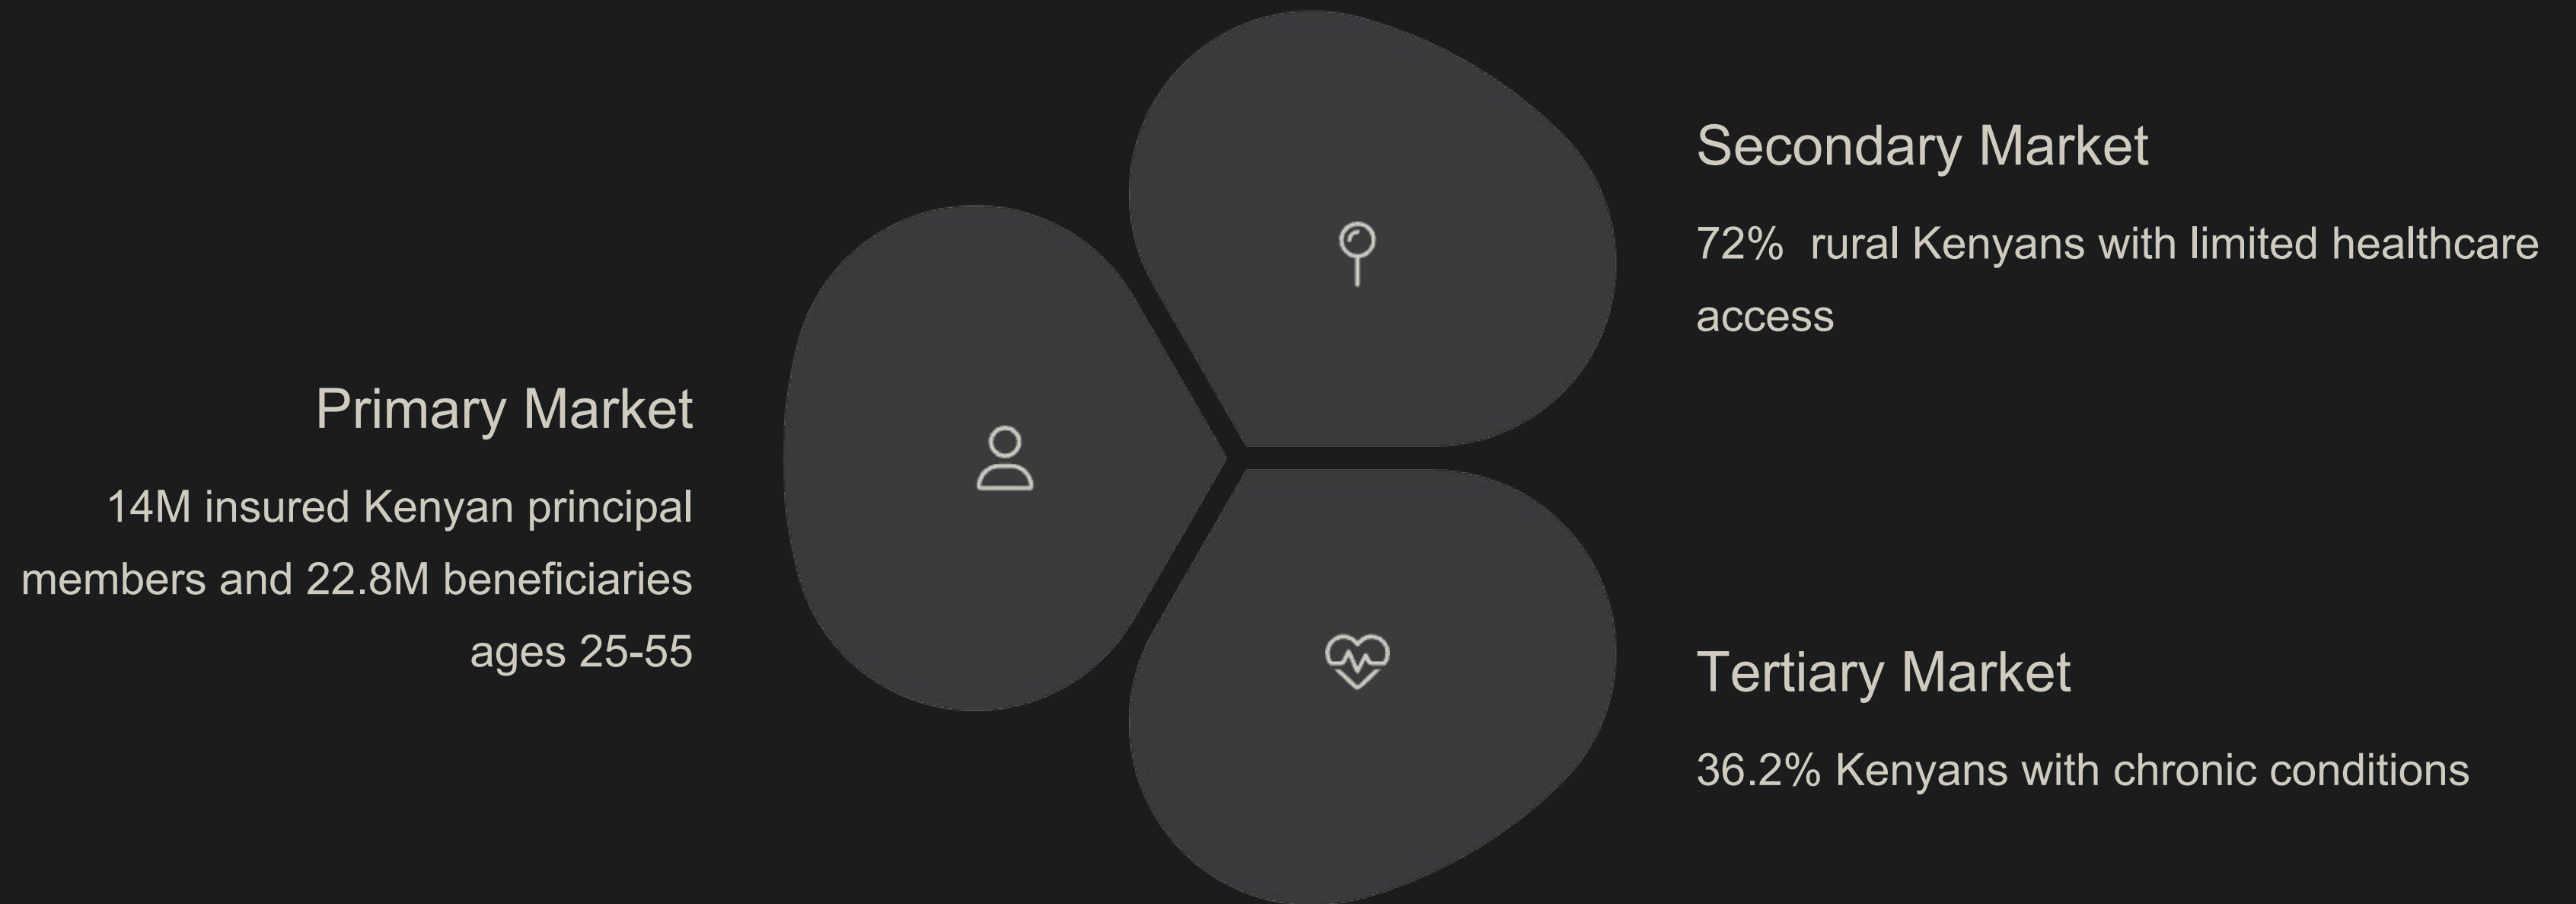 Primary Market
14M insured Kenyan principal
members and 22.8M beneficiaries
ages 25-55
Secondary Market
72%  rural Kenyans with limited healthcare
access
Tertiary Market
36.2% Kenyans with chronic conditions